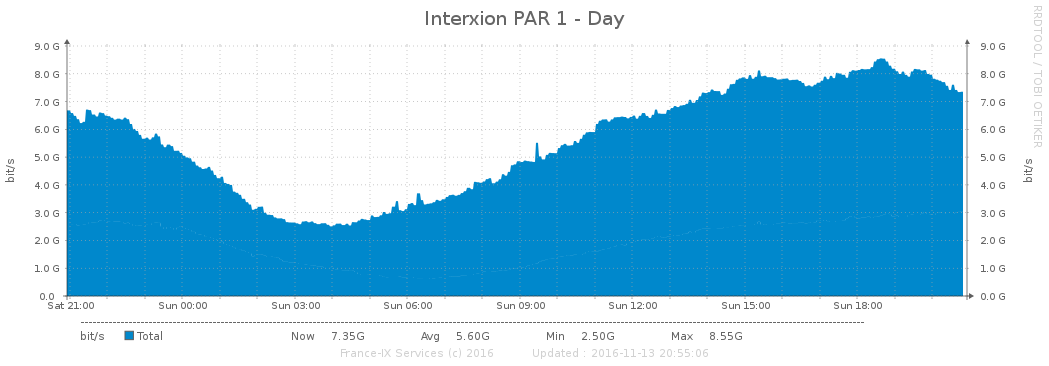 Interxion PAR 1 - Day
RRDTOOL / TOBI OETIKER
bit/s
9.0 G 9.0 G
8.0 G 8.0 G
7.0 G 7.0 G
6.0 G 6.0 G
5.0 G 5.0 G
4.0 G 4.0 G
3.0 G 3.0 G
2.0 G 2.0 G
1.0 G 1.0 G
0.0 0.0 G
bit/s
Sat 21:00 Sun 00:00 Sun 03:00 Sun 06:00 Sun 09:00 Sun 12:00 Sun 15:00 Sun 18:00
bit/s Total Now 7.35G Avg 5.60G Min 2.50G Max 8.55G
France-IX Services (c) 2016 Updated : 2016-11-13 20:55:06